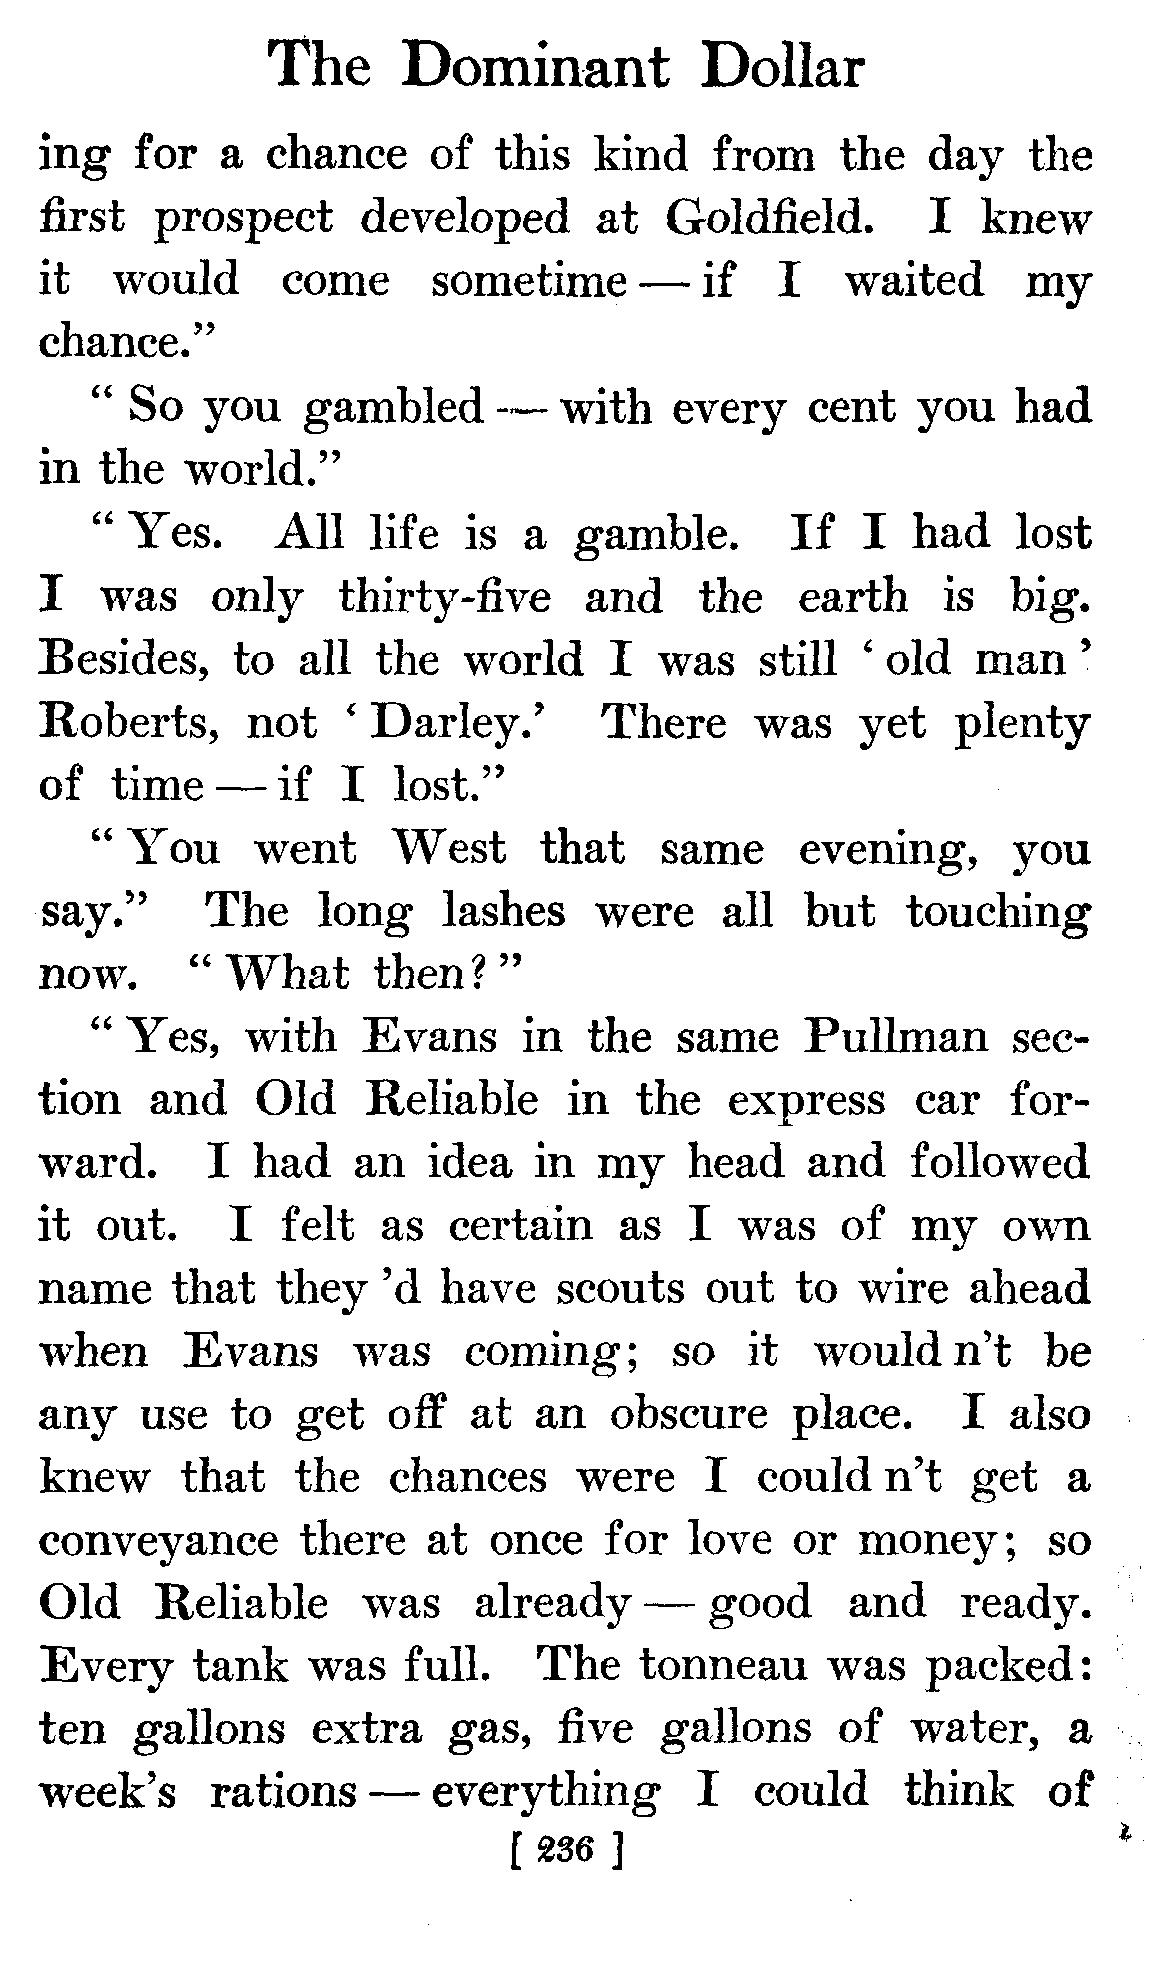 The Dominant Dollar
ing for a chance of this kind from the day the
first prospect developed at Goldfield. I knew
it would come sometime — if I waited my
chance.”
“ So you gambled — with every cent you had
in the world.”
“ Yes. All life is a gamble. If I had lost
I was only thirty-five and the earth is big.
Besides, to all the world I was still ‘ old man ’
Roberts, not ‘ Darley.’ There was yet plenty
of time — if I lost.”
“ You went West that same evening, you
say.” The long lashes were all but touching
now. “ What then? ”
“ Yes, with Evans in the same Pullman sec-
tion and Old Reliable in the express car for-
ward. I had an idea in my head and followed
it out. I felt as certain as I was of my own
name that they ’d have scouts out to wire ahead
when Evans was coming; so it would n’t be
any use to get off at an obscure place. I also
knew that the chances were I could n’t get a
conveyance there at once for love or money; so
Old Reliable was already — good and ready.
Every tank was full. The tonneau was packed:
ten gallons extra gas, five gallons of water, a
week’s rations — everything I could think of
[ 236 ]